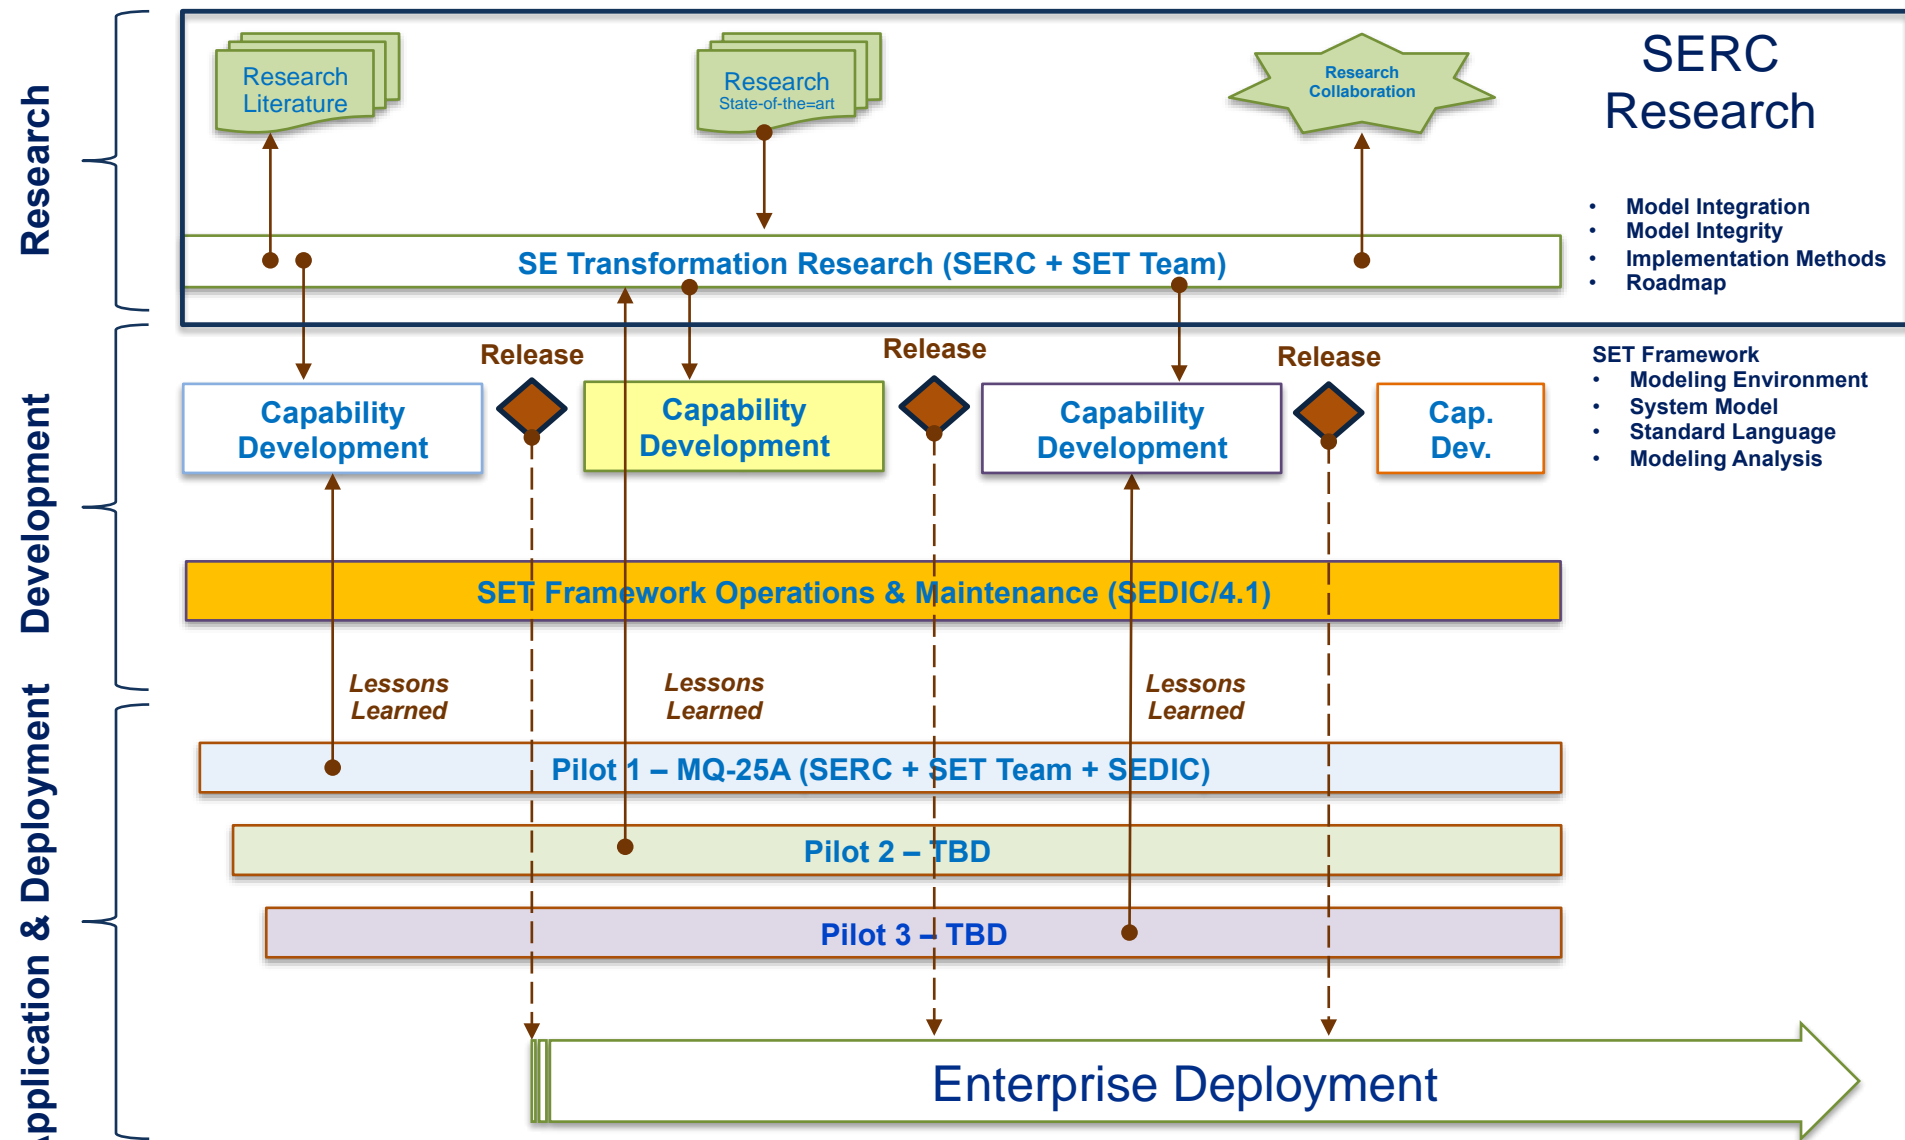 Research
Research
Literature
Research
State-of-the=art
Research
Collaboration
SERC
Research
• Model Integration
• Model Integrity
• Implementation Methods
• Roadmap
SE Transformation Research (SERC + SET Team)
Development
Release
Release
Release
SET Framework
• Modeling Environment
• System Model
• Standard Language
• Modeling Analysis
Capability
Development
Capability
Development
Capability
Development
Cap.
Dev.
SET Framework Operations & Maintenance (SEDIC/4.1)
Lessons
Learned
Lessons
Learned
Lessons
Learned
Application & Deployment
Pilot 1 – MQ-25A (SERC + SET Team + SEDIC)
Pilot 2 – TBD
Pilot 3 – TBD
Enterprise Deployment